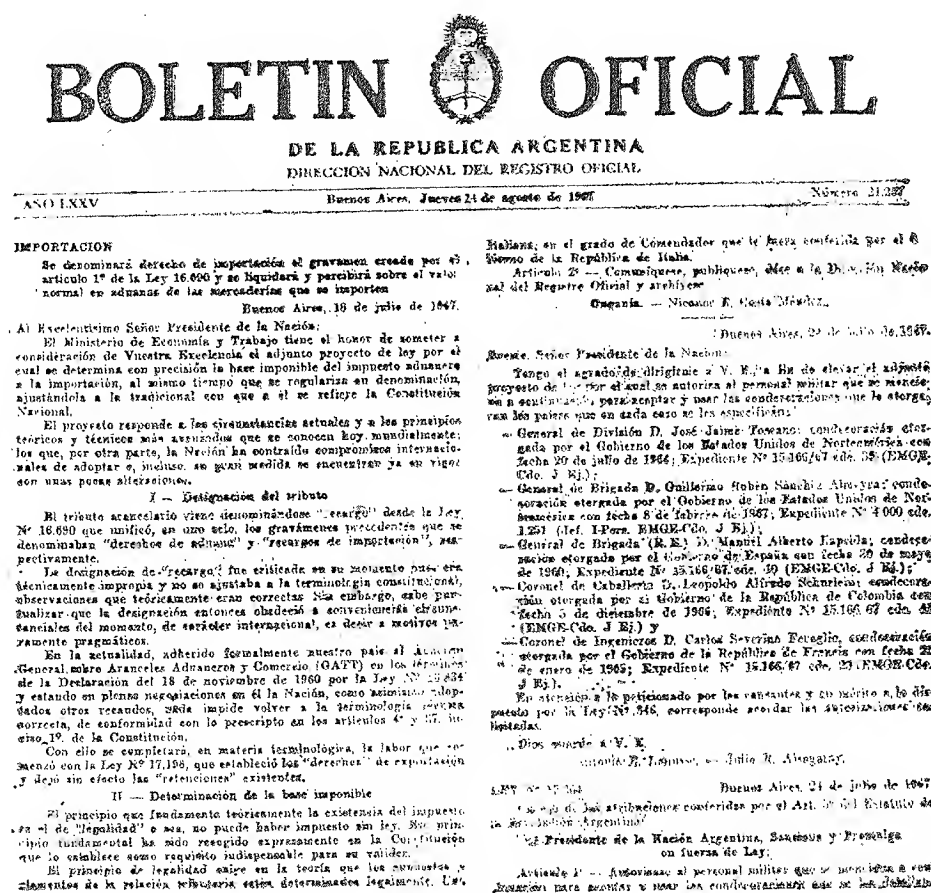 BOLETIN OFICIAL
DE LA REPUBLICA ARGENTINA
DIRECCION NACIONAL DEL REGISTRO OFICIAL
AÑO LXXV
Buenos Aires, Jueves 24 de agosto de 1967
Número 21.257
IMPORTACION
Se denominará derecho de importación el gravamen creado por el
artículo 1º de la Ley 16.690 y se liquidará y percibirá sobre el valor
normal en aduanas de las mercaderías que se importen
Buenos Aires, 18 de julio de 1967.
Al Excelentísimo Señor Presidente de la Nación:
El Ministerio de Economía y Trabajo tiene el honor de someter a
consideración de Vuestra Excelencia el adjunto proyecto de ley por el
cual se determina con precisión la base imponible del impuesto aduanero
a la importación, al mismo tiempo que se regulariza su denominación,
ajustándola a la tradicional con que a él se refiere la Constitución
Nacional.
El proyecto responde a las circunstancias actuales y a los principios
teóricos y técnicos más avanzados que se conocen hoy mundialmente;
los que, por otra parte, la Nación ha contraído compromisos internacio-
nales de adoptar e, incluso, en gran medida se encuentran ya en vigor
con unas pocas alteraciones.
I — Designación del tributo
El tributo arancelario viene denominándose "recargo" desde la Ley
Nº 16.690 que unificó, en uno solo, los gravámenes precedentes que se
denominaban "derechos de aduana" y "recargos de importación", res-
pectivamente.
La designación de "recargo" fue criticada en su momento pues era
técnicamente impropia y no se ajustaba a la terminología constitucional,
observaciones que teóricamente eran correctas Sin embargo, cabe pun-
tualizar que la designación entonces obedeció a conveniencias circuns-
tanciales del momento, de carácter internacional, es decir a motivos pu-
ramente pragmáticos.
En la actualidad, adherido formalmente nuestro país al Acuerdo
General sobre Aranceles Aduaneros y Comercio (GATT) en los términos
de la Declaración del 18 de noviembre de 1960 por la Ley Nº 16.834
y estando en plenas negociaciones en él la Nación, como asimismo adop-
tados otros recaudos, nada impide volver a la terminología técnica
correcta, de conformidad con lo prescripto en los artículos 4º y 67, in-
ciso 1º. de la Constitución.
Con ello se completará, en materia terminológica, la labor que co-
menzó con la Ley Nº 17.198, que estableció los "derechos" de exportación
y dejó sin efecto las "retenciones" existentes.
II — Determinación de la base imponible
El principio que fundamenta teóricamente la existencia del impuesto
es el de "legalidad" o sea, no puede haber impuesto sin ley. Ese prin-
cipio fundamental ha sido recogido expresamente en la Constitución
que lo establece como requisito indispensable para su validez.
El principio de legalidad exige en la teoría que los supuestos y
elementos de la relación tributaria estén determinados legalmente.
Italiana, en el grado de Comendador que le fuera conferida por el
bierno de la República de Italia.
Artículo 2º — Comuníquese, publíquese, dése a la Dirección Nacio-
nal del Registro Oficial y archívese
Onganía. — Nicanor E. Costa Méndez.
Buenos Aires, de julio de 1967.
Señor Presidente de la Nación:
Tengo el agrado de dirigirme a V. E., a fin de elevar el adjunto
proyecto de ley por el cual se autoriza al personal militar que se mencio-
na a continuación, para aceptar y usar las condecoraciones que le otorga-
ran los países que en cada caso se les especifican:
— General de División D. José Jaime Toscano; condecoración otor-
gada por el Gobierno de los Estados Unidos de Norteamérica con
fecha 20 de julio de 1964; Expediente Nº 15.166/67 cde. 35 (EMGE-
Cdo. J Ej.);
— General de Brigada D. Guillermo Rubén Sánchez Almeyra; conde-
coración otorgada por el Gobierno de los Estados Unidos de Nor-
teamérica con fecha 8 de febrero de 1967; Expediente Nº 4 000 cde.
1.251 (Jef. I-Pers. EMGE-Cdo. J Ej.);
— General de Brigada (R. E.) D. Manuel Alberto Laprida; condeco-
ración otorgada por el Gobierno de España con fecha 20 de mayo
de 1960; Expediente Nº 15.166/67 cde. 40 (EMGE-Cdo. J Ej.);
— Coronel de Caballería D. Leopoldo Alfredo condecora-
ción otorgada por el Gobierno de la República de Colombia con
fecha 5 de diciembre de 1966; Expediente Nº 15.166/67 cde.
(EMGE-Cdo. J Ej.) y
— Coronel de Ingenieros D. Carlos Severino condecoración
otorgada por el Gobierno de la República de Francia con fecha
de enero de 1965; Expediente Nº 15.166/67 cde. (EMGE-Cdo.
J Ej.).
En atención a lo peticionado por los causantes y en mérito a lo dis-
puesto por la Ley Nº 346, corresponde acordar las autorizaciones so-
licitadas.
Dios guarde a V. E.
Antonio R. Lanusse. — Julio R. Alsogaray.
Buenos Aires, 24 de julio de 1967
En uso de las atribuciones conferidas por el Art. 5º del Estatuto de
la Revolución Argentina
El Presidente de la Nación Argentina, Sanciona y Promulga
con fuerza de Ley:
Artículo 1º — Autorízase al personal militar que se menciona a con-
tinuación para aceptar y usar las condecoraciones que se les detallan